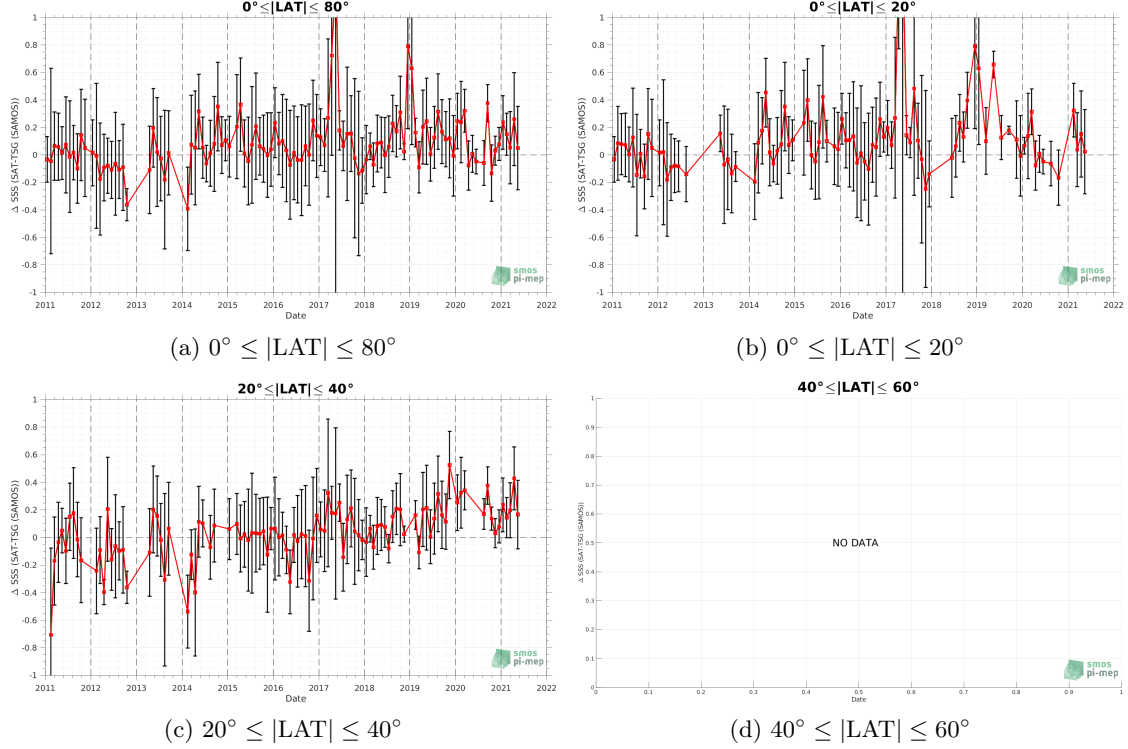 0°≤|LAT|≤ 80°
1
0.8
0.6
0.4
0.2
0
-0.2
-0.4
-0.6
-0.8
-1
Δ SSS (SAT-TSG (SAMOS))
2011 2012 2013 2014 2015 2016 2017 2018 2019 2020 2021 2022
Date
smos
pi-mep
(a) 0° ≤ |LAT| ≤ 80°
0°≤|LAT|≤ 20°
1
0.8
0.6
0.4
0.2
0
-0.2
-0.4
-0.6
-0.8
-1
Δ SSS (SAT-TSG (SAMOS))
2011 2012 2013 2014 2015 2016 2017 2018 2019 2020 2021 2022
Date
smos
pi-mep
(b) 0° ≤ |LAT| ≤ 20°
20°≤|LAT|≤ 40°
1
0.8
0.6
0.4
0.2
0
-0.2
-0.4
-0.6
-0.8
-1
Δ SSS (SAT-TSG (SAMOS))
2011 2012 2013 2014 2015 2016 2017 2018 2019 2020 2021 2022
Date
smos
pi-mep
(c) 20° ≤ |LAT| ≤ 40°
40°≤|LAT|≤ 60°
1
0.9
0.8
0.7
0.6
0.5
0.4
0.3
0.2
0.1
0
Δ SSS (SAT-TSG (SAMOS))
NO DATA
0 0.1 0.2 0.3 0.4 0.5 0.6 0.7 0.8 0.9 1
Date
smos
pi-mep
(d) 40° ≤ |LAT| ≤ 60°